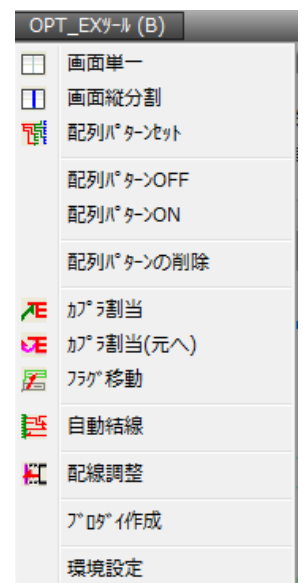 OPT_EXﾂｰﾙ (B)
画面単一
画面縦分割
配列ﾊﾟﾀｰﾝｾｯﾄ
配列ﾊﾟﾀｰﾝOFF
配列ﾊﾟﾀｰﾝON
配列ﾊﾟﾀｰﾝの削除
ｶﾌﾟﾗ割当
ｶﾌﾟﾗ割当(元へ)
ﾌﾗｸﾞ移動
自動結線
配線調整
ﾌﾞﾛﾀﾞｲ作成
環境設定